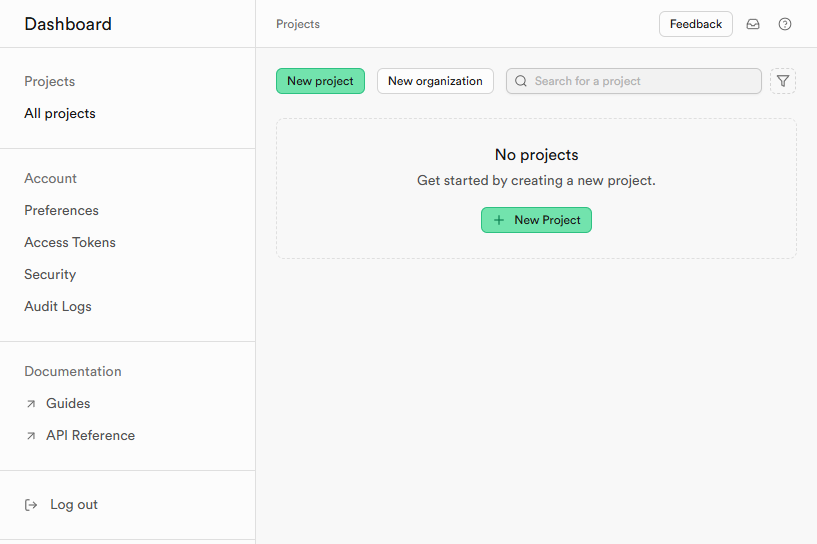 Dashboard
Projects
Feedback
Projects
All projects
Account
Preferences
Access Tokens
Security
Audit Logs
Documentation
Guides
API Reference
Log out
New project
New organization
Search for a project
No projects
Get started by creating a new project.
New Project